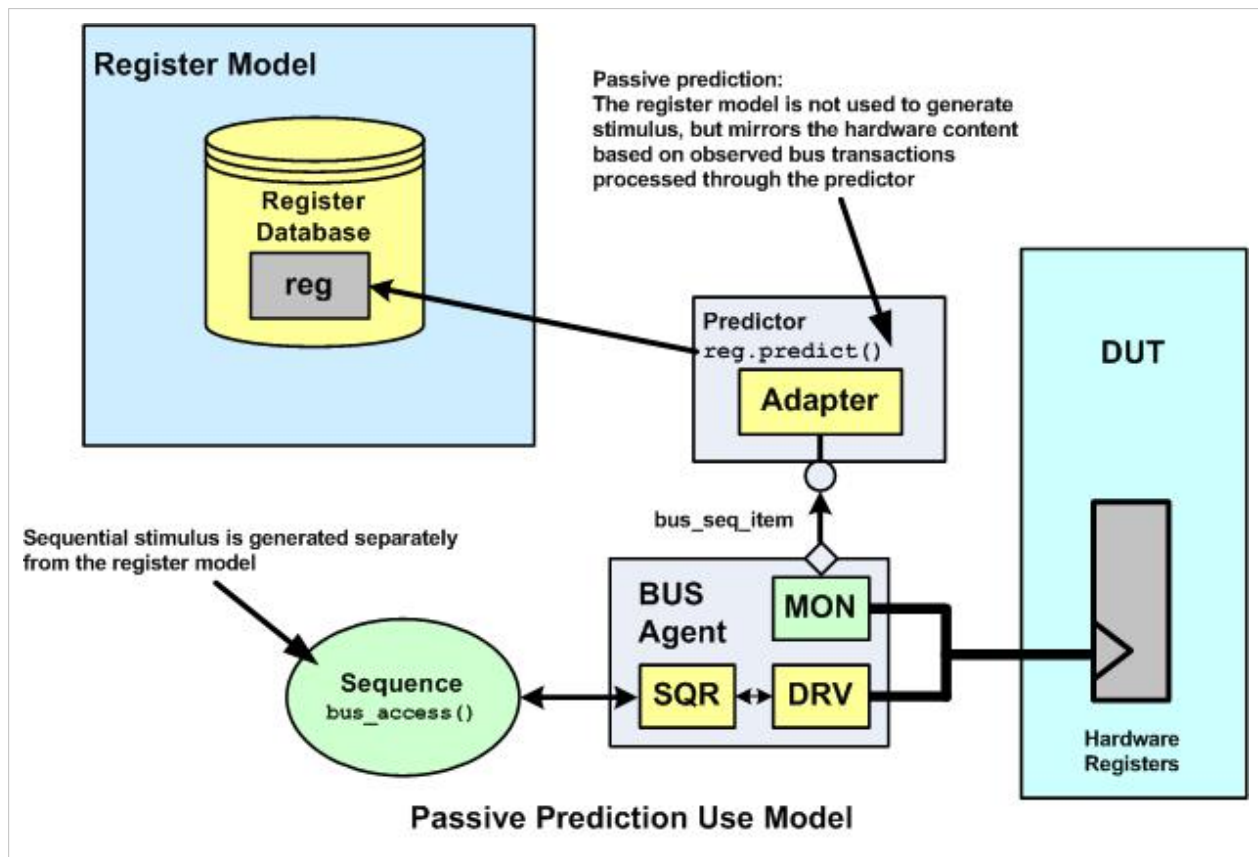 Register Model
Passive prediction:
The register model is not used to generate
stimulus, but mirrors the hardware content
based on observed bus transactions
processed through the predictor
Register
Database
reg
Predictor
reg.predict()
Adapter
DUT
bus_seq_item
Sequential stimulus is generated separately
from the register model
BUS
Agent
MON
SQR
DRV
Sequence
bus_access()
Hardware
Registers
Passive Prediction Use Model